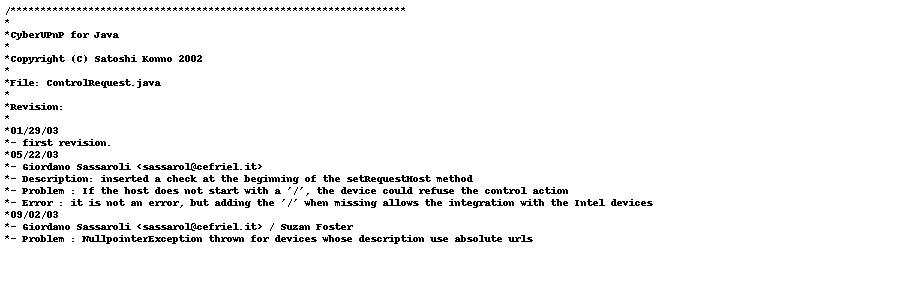 /******************************************************************
*
*CyberUPnP for Java
*
*Copyright (C) Satoshi Konno 2002
*
*File: ControlRequest.java
*
*Revision:
*
*01/29/03
*- first revision.
*05/22/03
*- Giordano Sassaroli <sassarol@cefriel.it>
*- Description: inserted a check at the beginning of the setRequestHost method
*- Problem : If the host does not start with a '/', the device could refuse the control action
*- Error : it is not an error, but adding the '/' when missing allows the integration with the Intel devices
*09/02/03
*- Giordano Sassaroli <sassarol@cefriel.it> / Suzan Foster
*- Problem : NullpointerException thrown for devices whose description use absolute urls